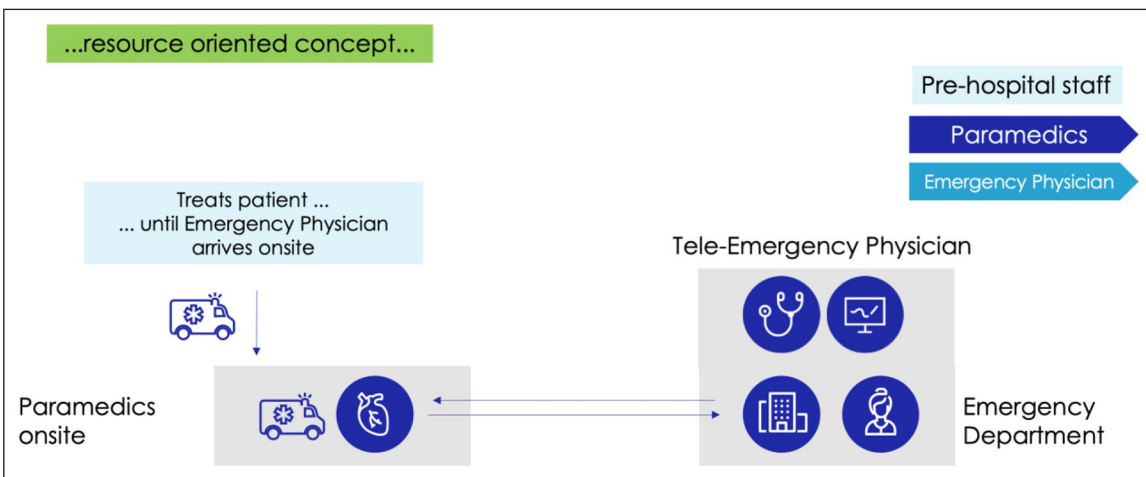 ...resource oriented concept...
Pre-hospital staff
Paramedics
Emergency Physician
Treats patient ...
... until Emergency Physician
arrives onsite
Tele-Emergency Physician
Paramedics
onsite
Emergency
Department